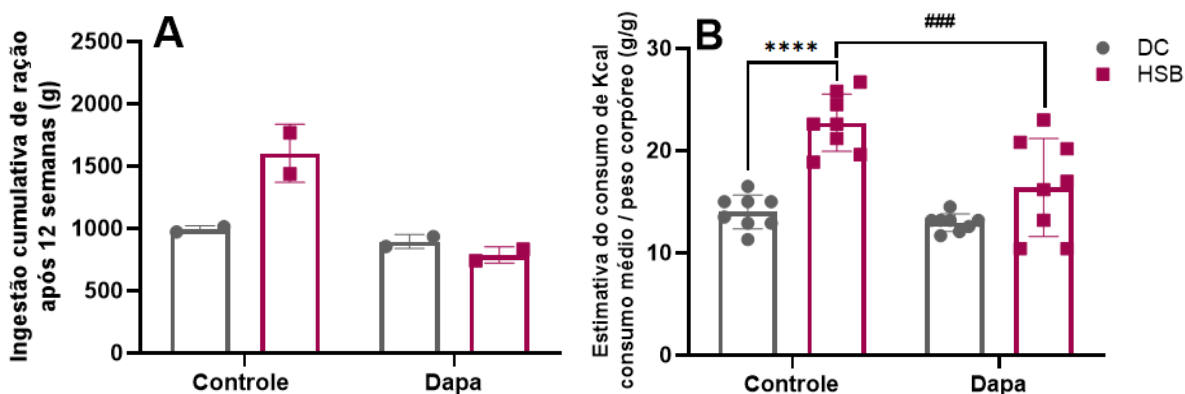 A
Ingestão cumulativa de ração
após 12 semanas (g)
2500
2000
1500
1000
500
0
Controle
Dapa
B
Estimativa do consumo de Kcal
consumo médio / peso corpóreo (g/g)
30
20
10
0
****
###
Controle
Dapa
DC
HSB